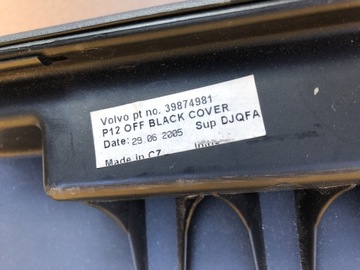 Volvo pt no. 39874981
P12 OFF BLACK COVER
Date: 29.06.2005 Sup DJQFA
Made in CZ